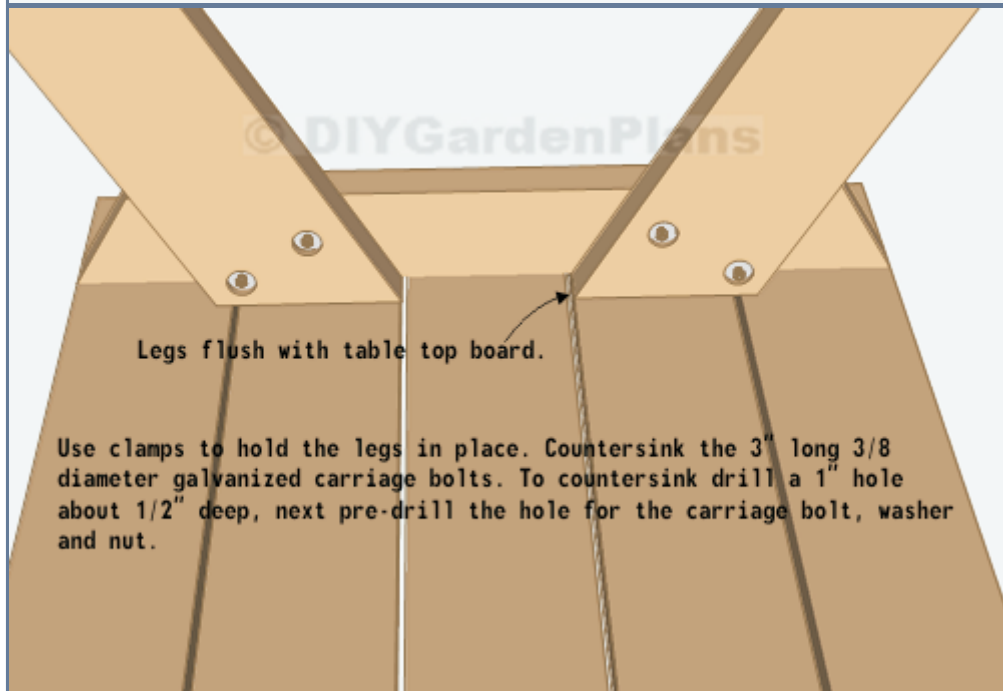 © DIYGardenPlans
Legs flush with table top board.
Use clamps to hold the legs in place. Countersink the 3" long 3/8
diameter galvanized carriage bolts. To countersink drill a 1" hole
about 1/2" deep, next pre-drill the hole for the carriage bolt, washer
and nut.